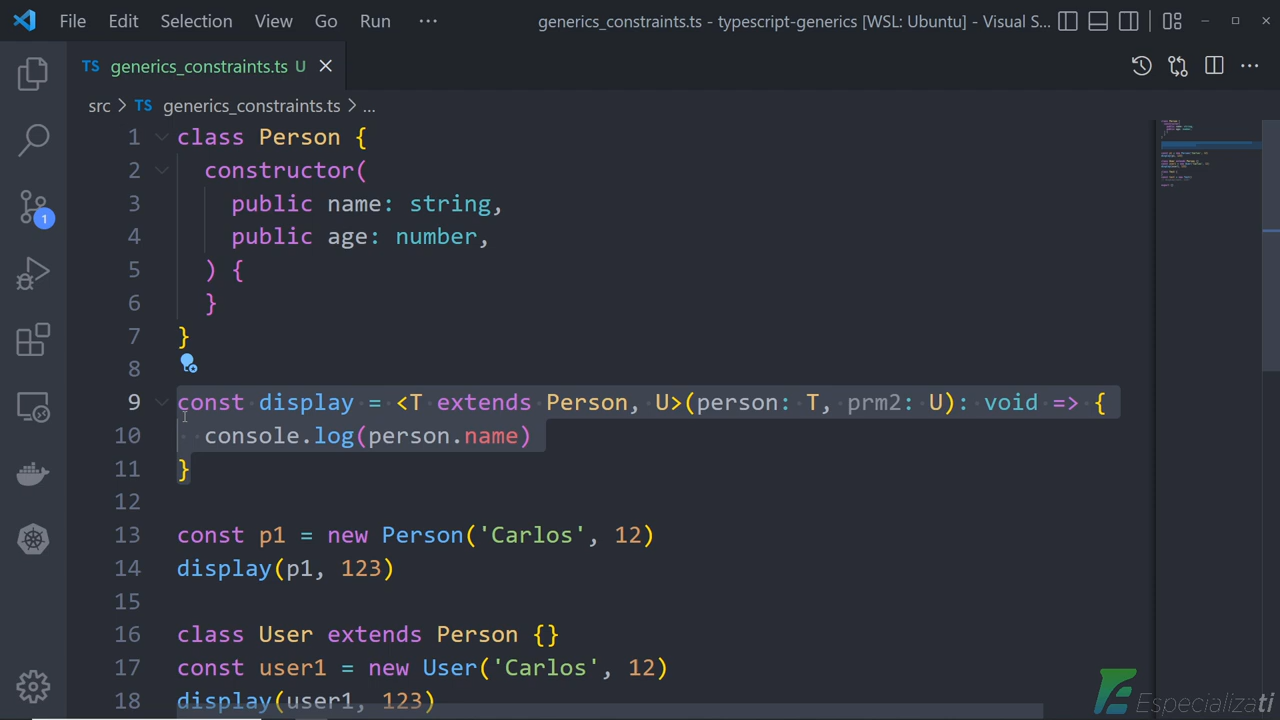 File Edit Selection View Go Run ··· generics_constraints.ts - typescript-generics [WSL: Ubuntu] - Visual S...
TS generics_constraints.ts U
src > TS generics_constraints.ts > ...
1 class Person {
2 constructor(
3 public name: string,
4 public age: number,
5 ) {
6 }
7 }
8
9 const display = <T extends Person, U>(person: T, prm2: U): void => {
10 console.log(person.name)
11 }
12
13 const p1 = new Person('Carlos', 12)
14 display(p1, 123)
15
16 class User extends Person {}
17 const user1 = new User('Carlos', 12)
18 display(user1, 123)
1
Especializati